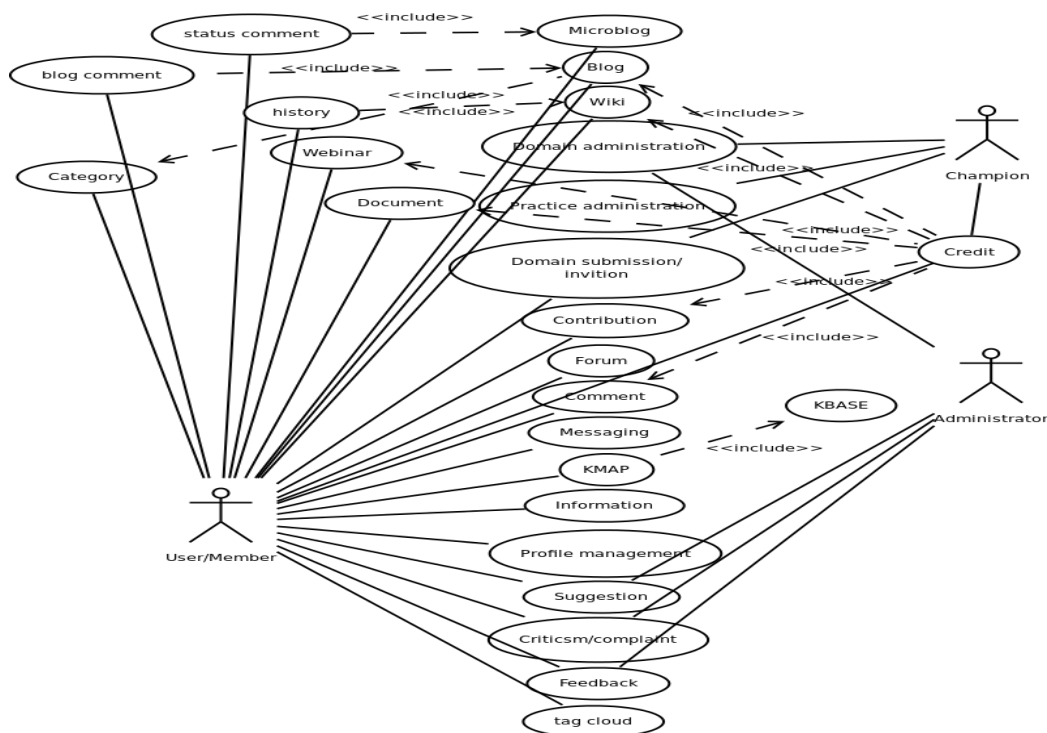 <<include>>
status comment
Microblog
blog comment
<<include>>
Blog
<<include>>
Wiki
history
<<include>>
<<include>>
Domain administration
Webinar
Category
<<include>>
Champion
Document
Practice administration
<<include>>
<<include>>
Credit
Domain submission/
invition
<<include>>
Contribution
<<include>>
Forum
Comment
KBASE
Administrator
Messaging
<<include>>
KMAP
Information
User/Member
Profile management
Suggestion
Criticsm/complaint
Feedback
tag cloud